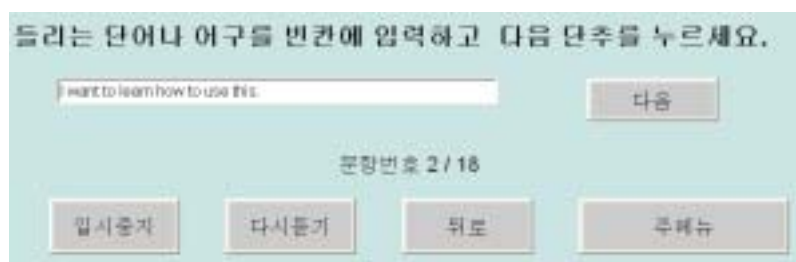 들리는 단어나 어구를 빈칸에 입력하고 다음 단추를 누르세요.
I want to learn how to use this.
다음
문항번호 2 / 18
일시중지 다시듣기 뒤로 주메뉴